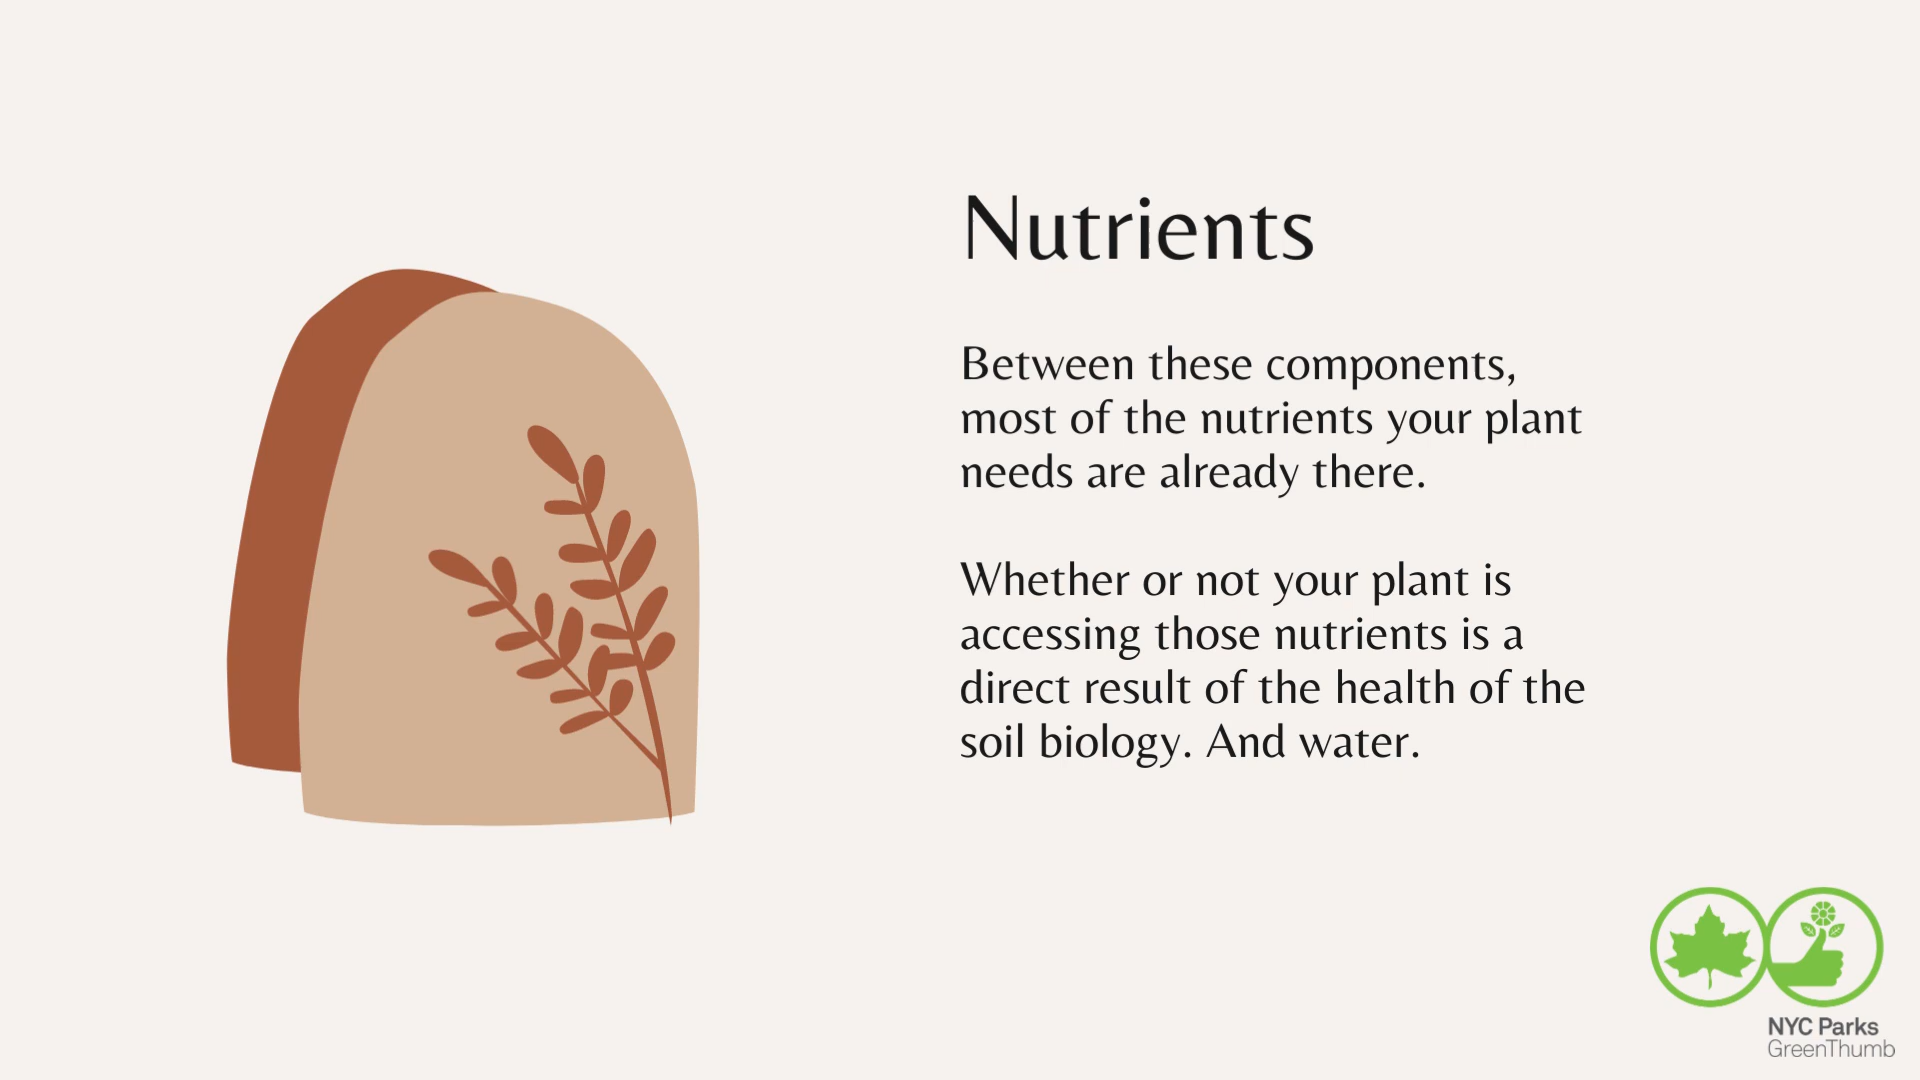 Nutrients
Between these components,
most of the nutrients your plant
needs are already there.
Whether or not your plant is
accessing those nutrients is a
direct result of the health of the
soil biology. And water.
NYC Parks
GreenThumb